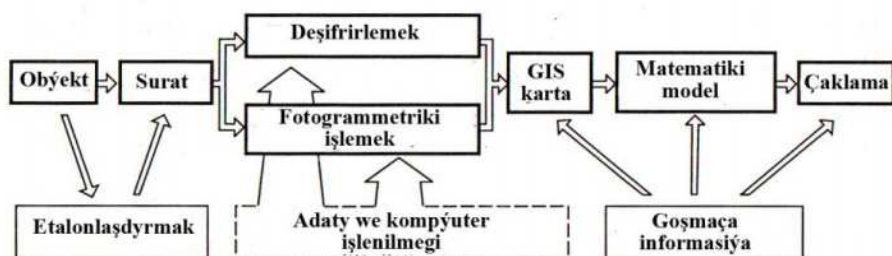 Deşifrirlemek
Obýekt
Surat
GIS
karta
Matematiki
model
Çaklama
Fotogrammetriki
işlemek
Etalonlaşdyrmak
Adaty we kompýuter
işlenilmegi
Goşmaça
informasiýa